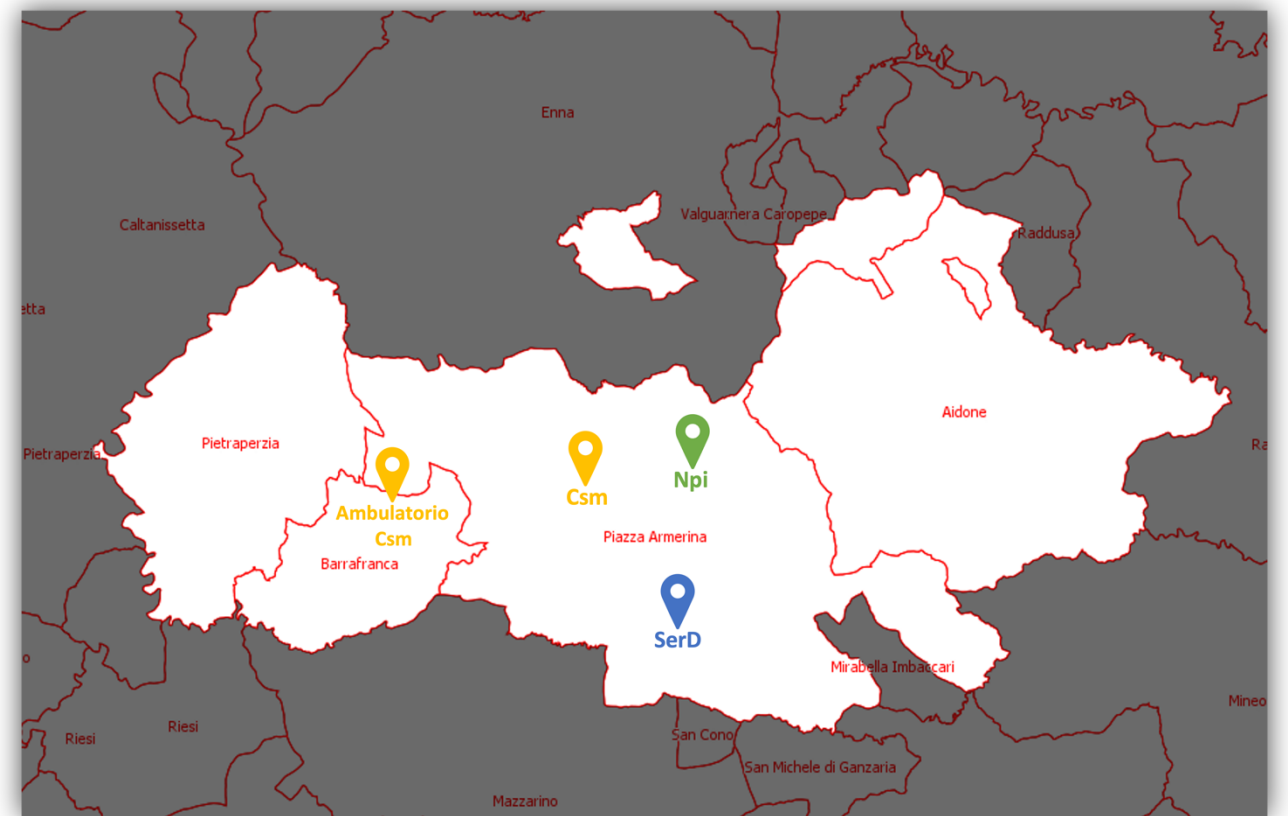 Enna
Valguarnera Caropepe
Caltanissetta
Raddusa
etta
Aidone
Pietraperzia
Pietraperzia
Ra
Npi
Csm
Ambulatorio
Csm
Piazza Armerina
Barrafranca
SerD
o
Mirabella Imbaccari
Mineo
Riesi
Riesi
San Cono
San Michele di Ganzaria
Mazzarino